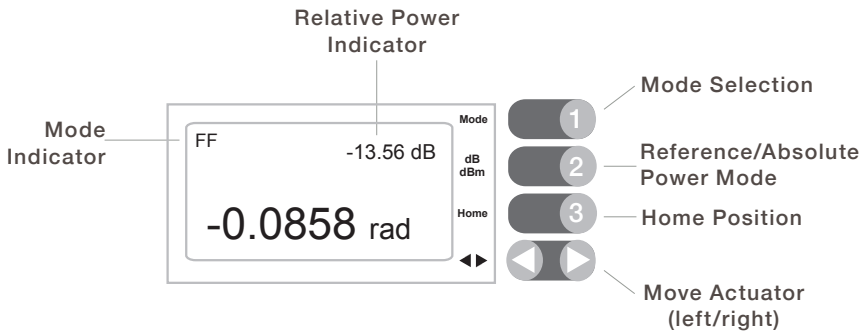 Relative Power
Indicator
Mode
Indicator
FF
-13.56 dB
-0.0858 rad
Mode
dB
dBm
Home
◀ ▶
1
2
3
Mode Selection
Reference/Absolute
Power Mode
Home Position
Move Actuator
(left/right)